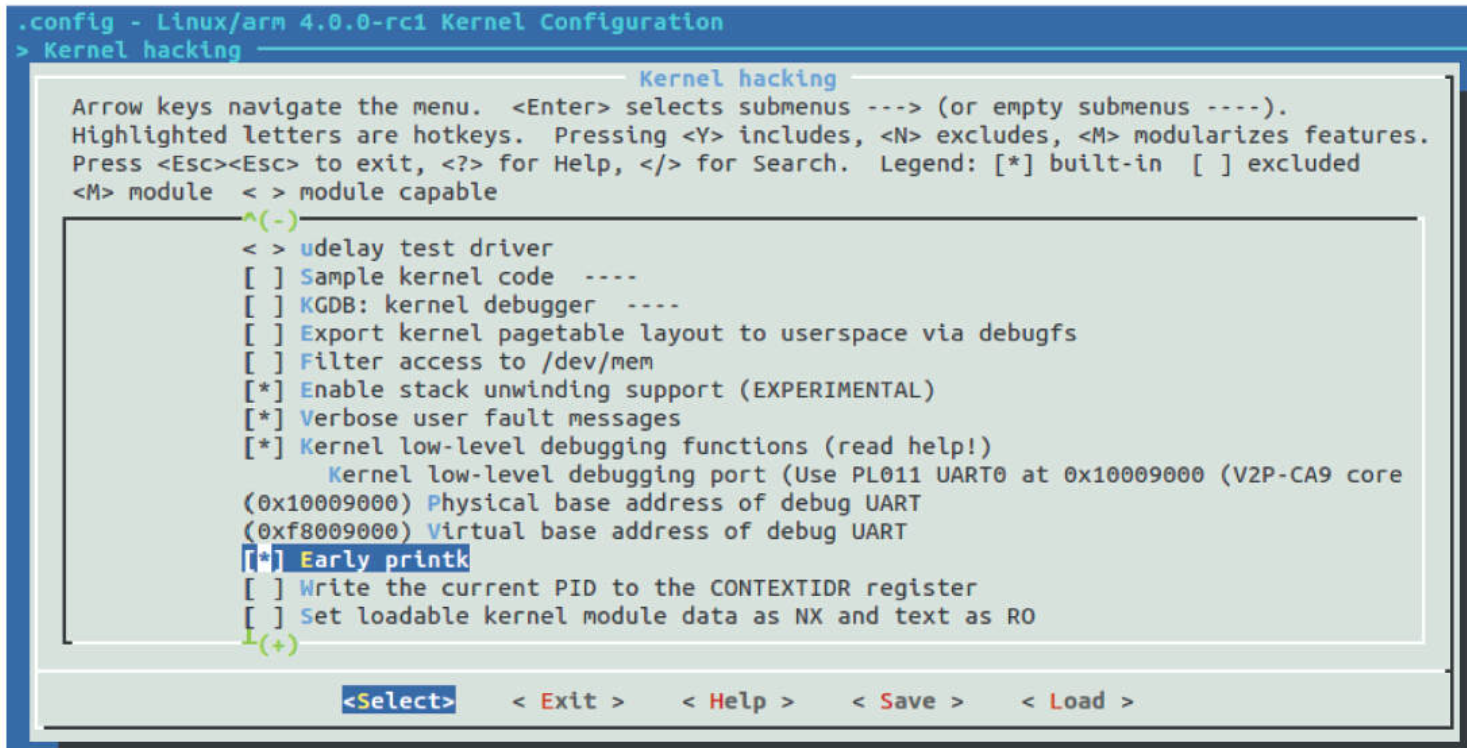 .config - Linux/arm 4.0.0-rc1 Kernel Configuration
> Kernel hacking
Kernel hacking
Arrow keys navigate the menu.  <Enter> selects submenus ---> (or empty submenus ----).
Highlighted letters are hotkeys.  Pressing <Y> includes, <N> excludes, <M> modularizes features.
Press <Esc><Esc> to exit, <?> for Help, </> for Search.  Legend: [*] built-in  [ ] excluded
<M> module  < > module capable
^(-)
< > udelay test driver
[ ] Sample kernel code  ----
[ ] KGDB: kernel debugger  ----
[ ] Export kernel pagetable layout to userspace via debugfs
[ ] Filter access to /dev/mem
[*] Enable stack unwinding support (EXPERIMENTAL)
[*] Verbose user fault messages
[*] Kernel low-level debugging functions (read help!)
Kernel low-level debugging port (Use PL011 UART0 at 0x10009000 (V2P-CA9 core
(0x10009000) Physical base address of debug UART
(0xf8009000) Virtual base address of debug UART
[*] Early printk
[ ] Write the current PID to the CONTEXTIDR register
[ ] Set loadable kernel module data as NX and text as RO
(+)
<Select>    < Exit >    < Help >    < Save >    < Load >